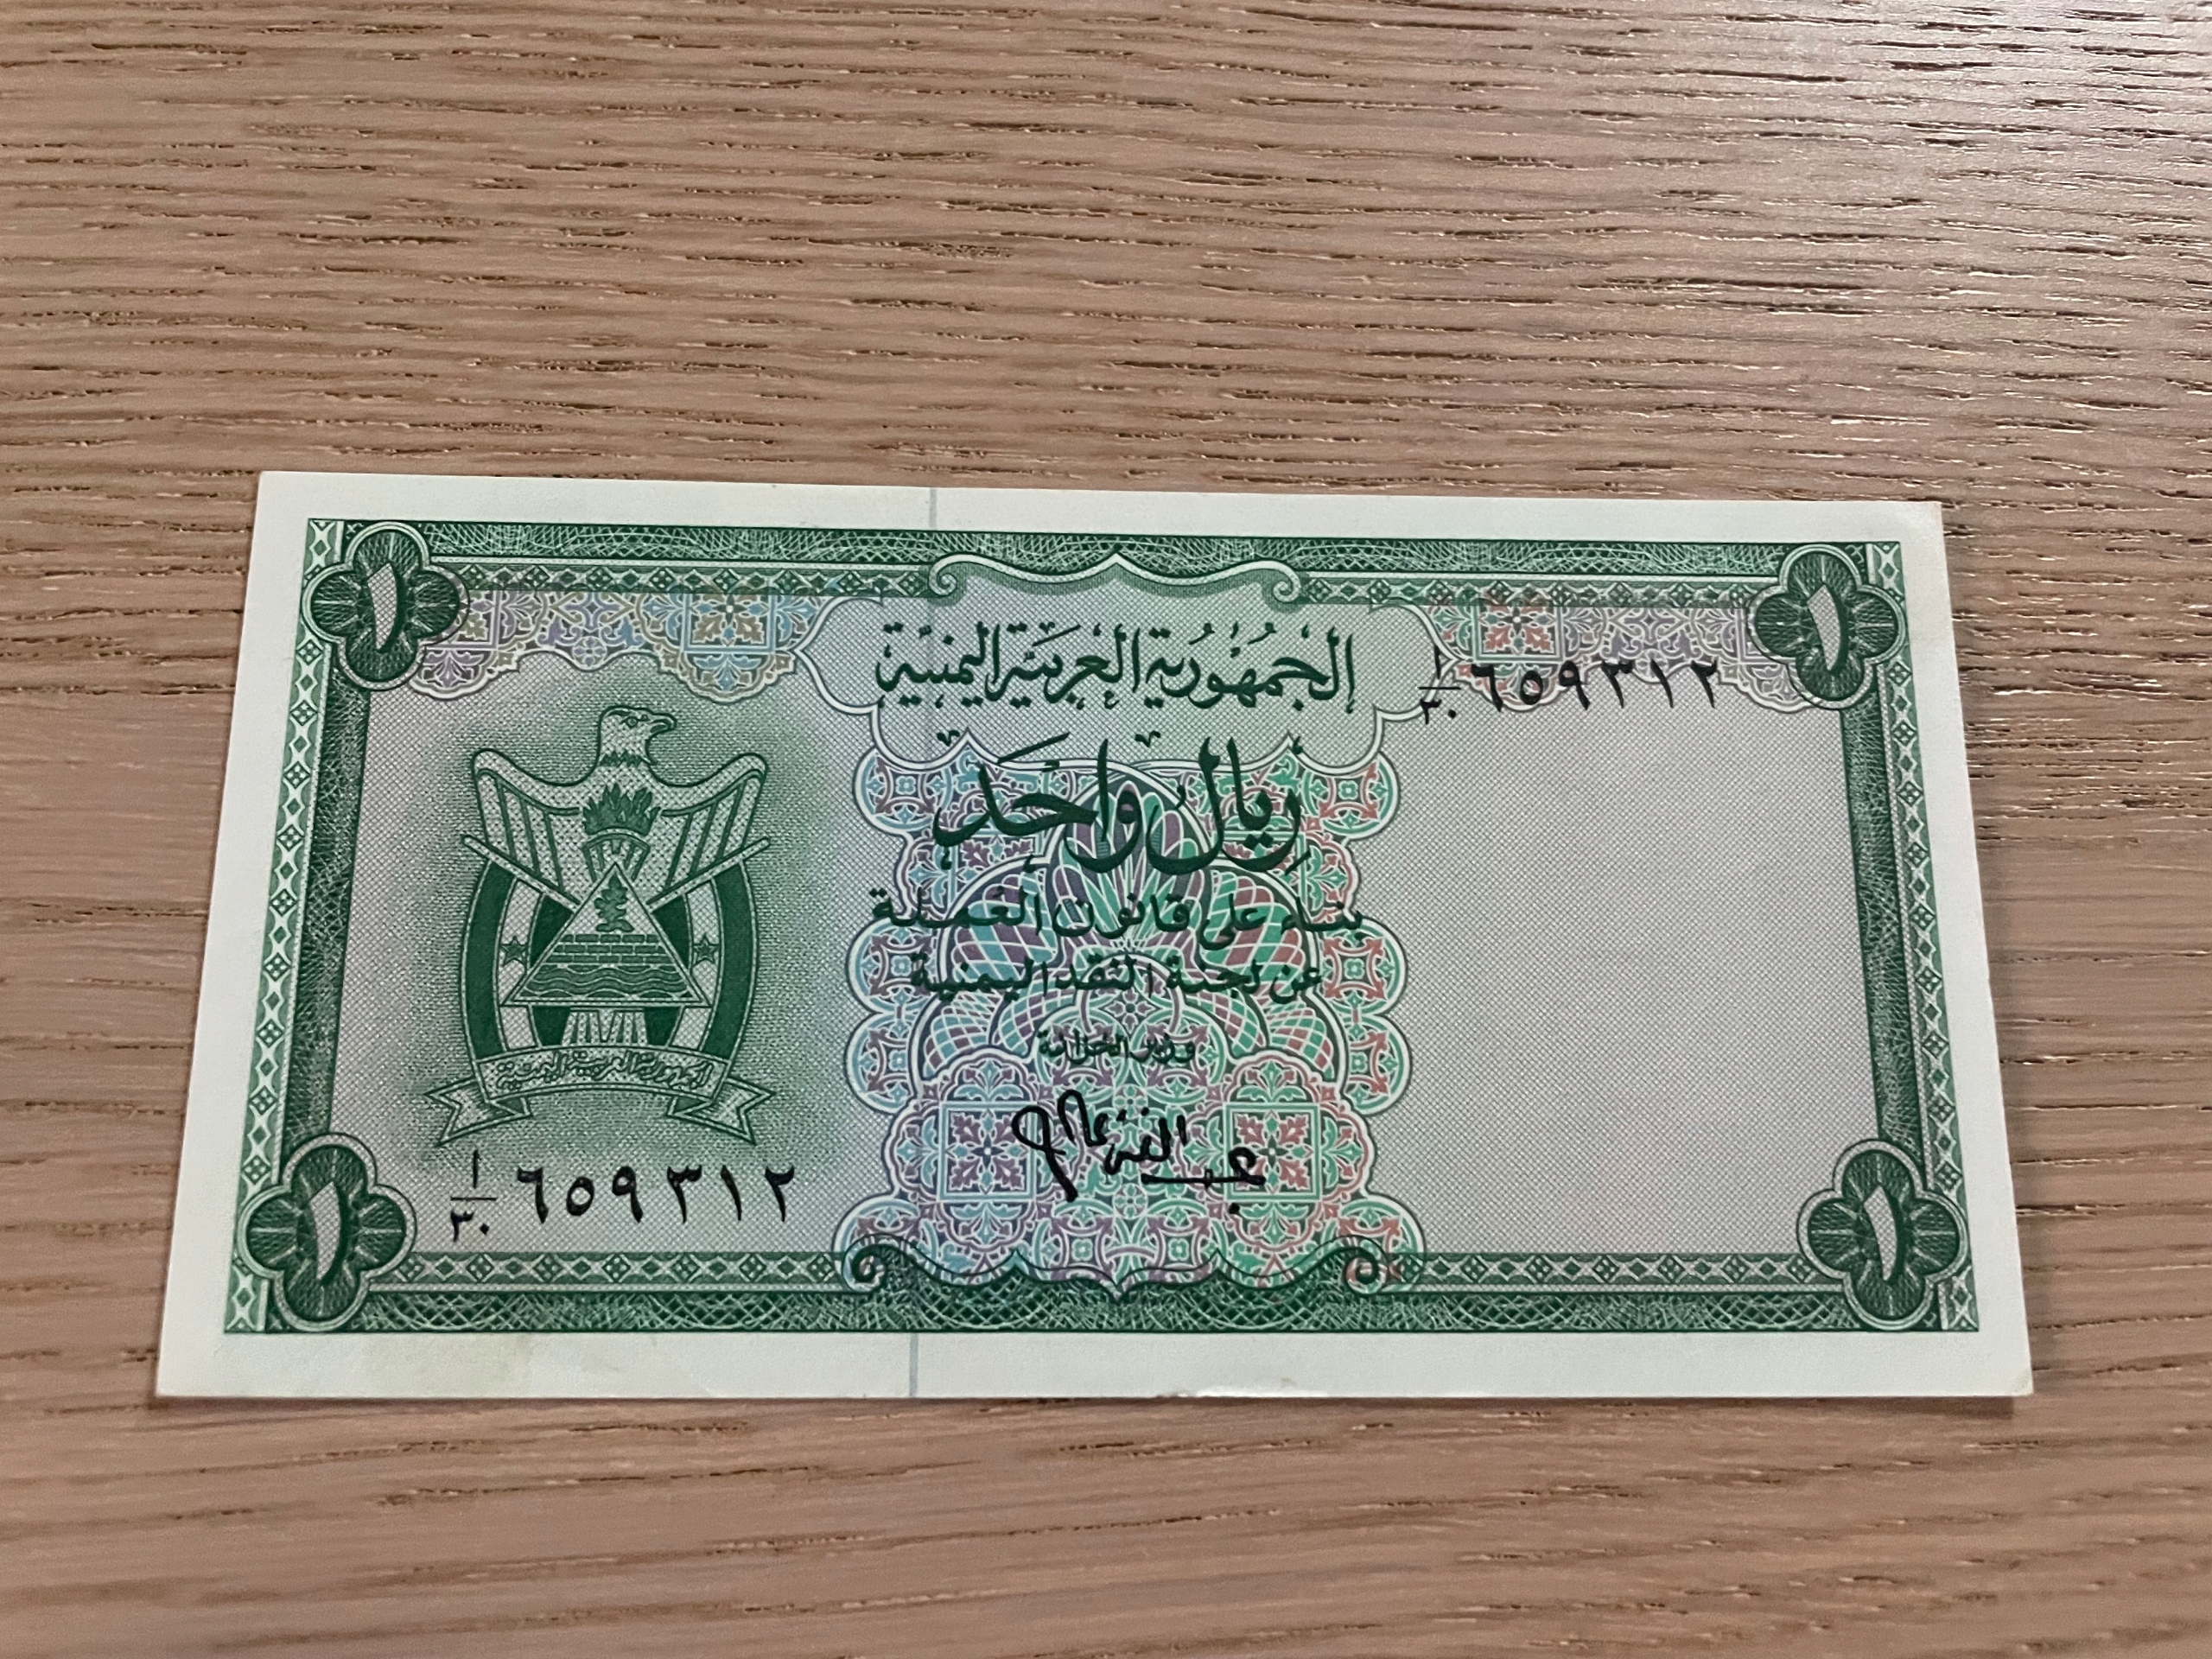 ١
١
الجمهورية العربية اليمنية
١/٣٠ ٦٥٩٣١٢
ريال واحد
بناء على قانون العملة
عن لجنة النقد اليمنية
وزير الخزانة
الجمهورية العربية اليمنية
١/٣٠ ٦٥٩٣١٢
١
١